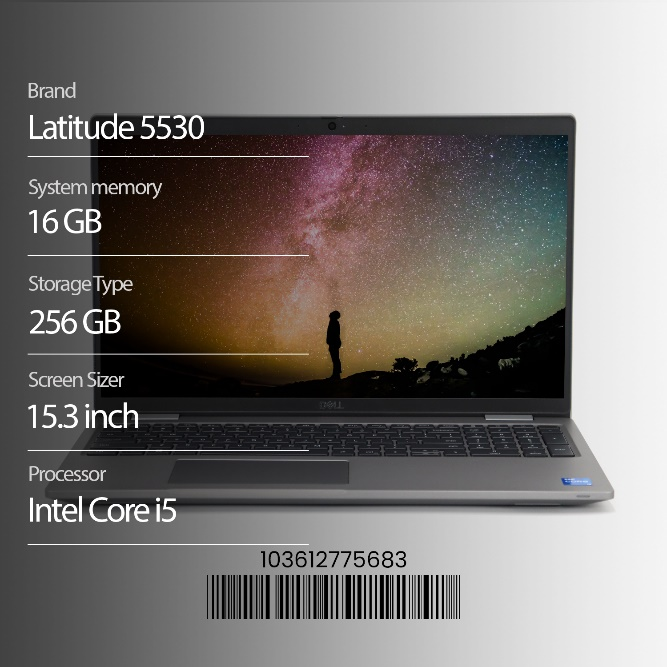 Brand
Latitude 5530
System memory
16 GB
Storage Type
256 GB
Screen Sizer
15.3 inch
DELL
Processor
Intel Core i5
103612775683